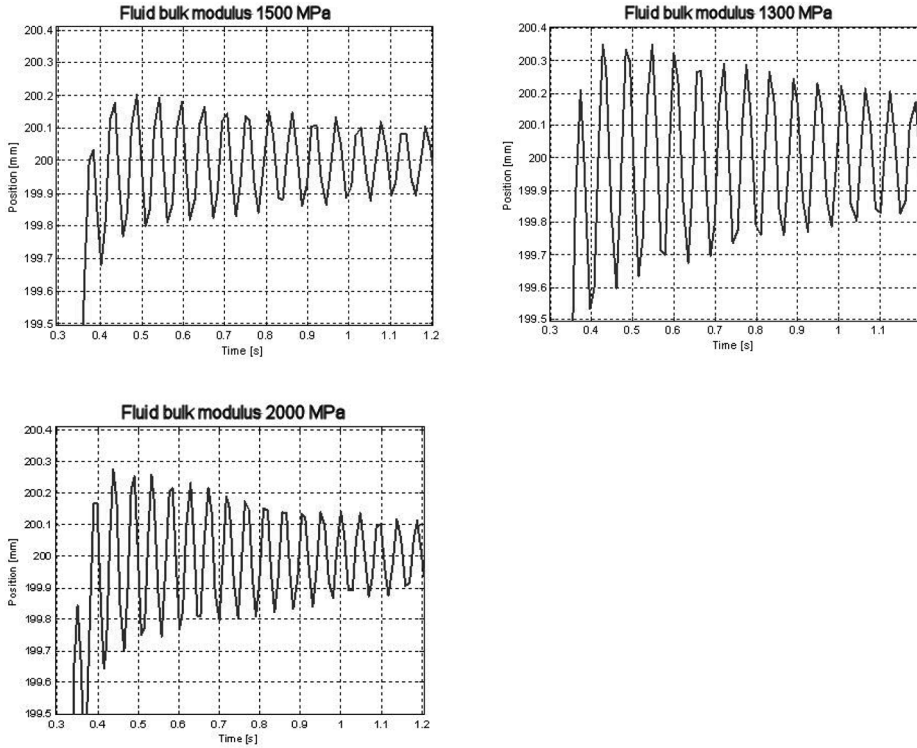 Fluid bulk modulus 1500 MPa
200.4
200.3
200.2
200.1
200
199.9
199.8
199.7
199.6
199.5
Position [mm]
0.3 0.4 0.5 0.6 0.7 0.8 0.9 1 1.1 1.2
Time [s]
Fluid bulk modulus 1300 MPa
200.4
200.3
200.2
200.1
200
199.9
199.8
199.7
199.6
199.5
Position [mm]
0.3 0.4 0.5 0.6 0.7 0.8 0.9 1 1.1
Time [s]
Fluid bulk modulus 2000 MPa
200.4
200.3
200.2
200.1
200
199.9
199.8
199.7
199.6
199.5
Position [mm]
0.3 0.4 0.5 0.6 0.7 0.8 0.9 1 1.1 1.2
Time [s]